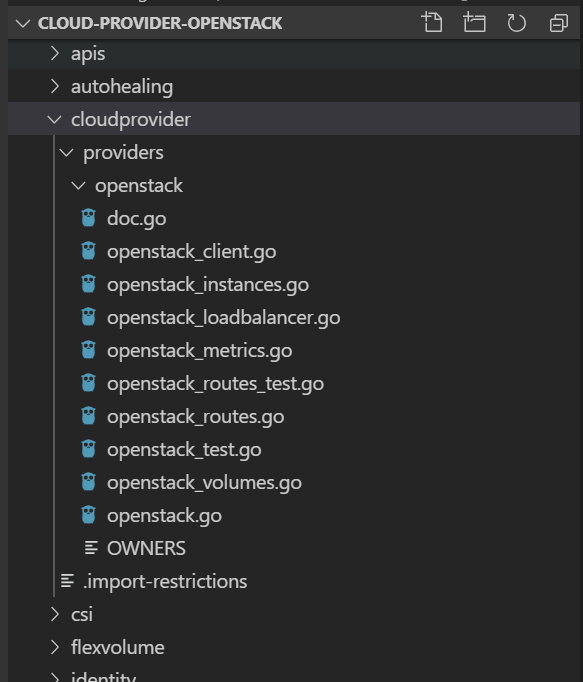 CLOUD-PROVIDER-OPENSTACK
apis
autohealing
cloudprovider
providers
openstack
doc.go
openstack_client.go
openstack_instances.go
openstack_loadbalancer.go
openstack_metrics.go
openstack_routes_test.go
openstack_routes.go
openstack_test.go
openstack_volumes.go
openstack.go
OWNERS
.import-restrictions
csi
flexvolume
identity